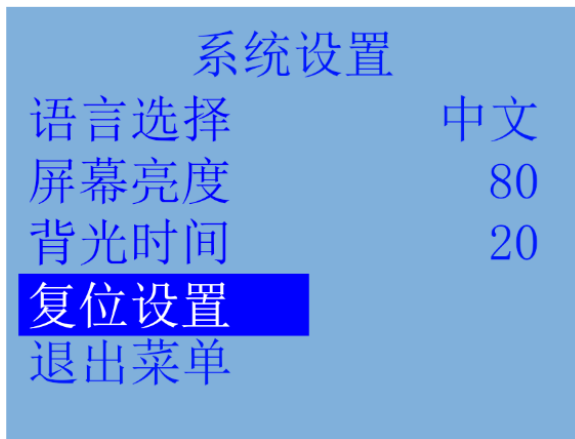 系统设置
语言选择 中文
屏幕亮度 80
背光时间 20
复位设置
退出菜单